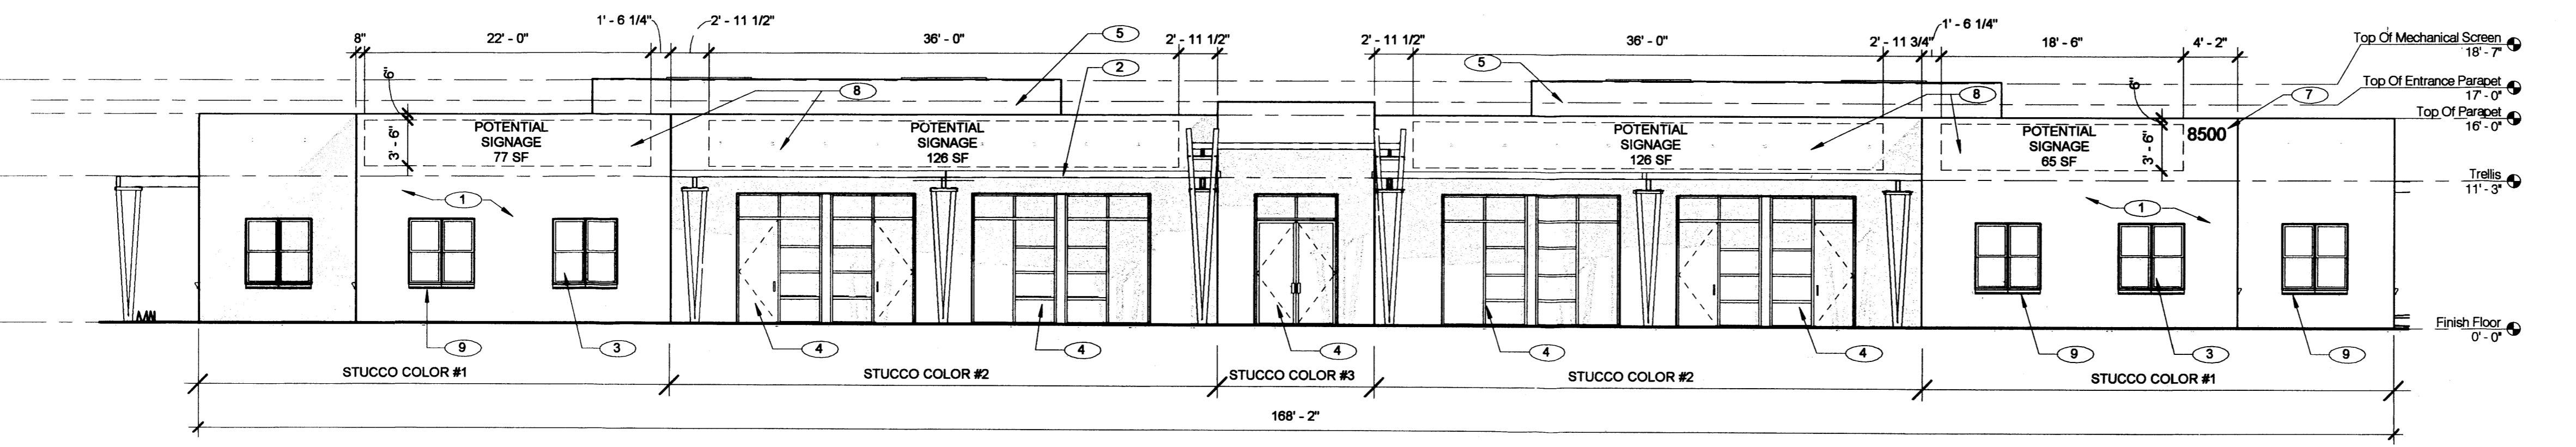 1' - 6 1/4"
2' - 11 1/2"
1' - 6 1/4"
8"
22' - 0"
36' - 0"
5
2' - 11 1/2"
2' - 11 1/2"
36' - 0"
2' - 11 3/4"
18' - 6"
4' - 2"
Top Of Mechanical Screen
18' - 7"
2
5
6"
8
8
6"
7
Top Of Entrance Parapet
17' - 0"
Top Of Parapet
16' - 0"
3' - 6"
POTENTIAL
SIGNAGE
77 SF
POTENTIAL
SIGNAGE
126 SF
POTENTIAL
SIGNAGE
126 SF
POTENTIAL
SIGNAGE
65 SF
3' - 6"
8500
Trellis
11' - 3"
1
1
Finish Floor
0' - 0"
9
3
4
4
4
4
4
9
3
9
STUCCO COLOR #1
STUCCO COLOR #2
STUCCO COLOR #3
STUCCO COLOR #2
STUCCO COLOR #1
168' - 2"